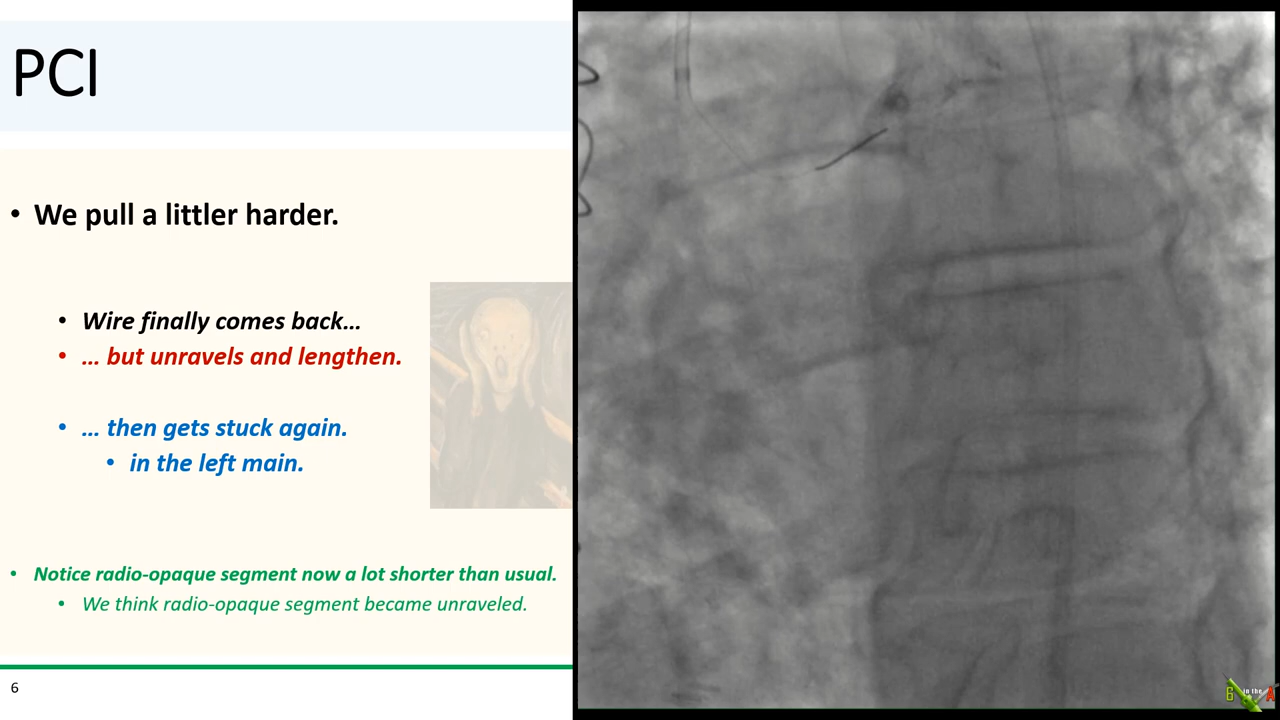 PCI
• We pull a littler harder.
• Wire finally comes back…
• … but unravels and lengthen.
• … then gets stuck again.
• in the left main.
• Notice radio-opaque segment now a lot shorter than usual.
• We think radio-opaque segment became unraveled.
6
G in the A